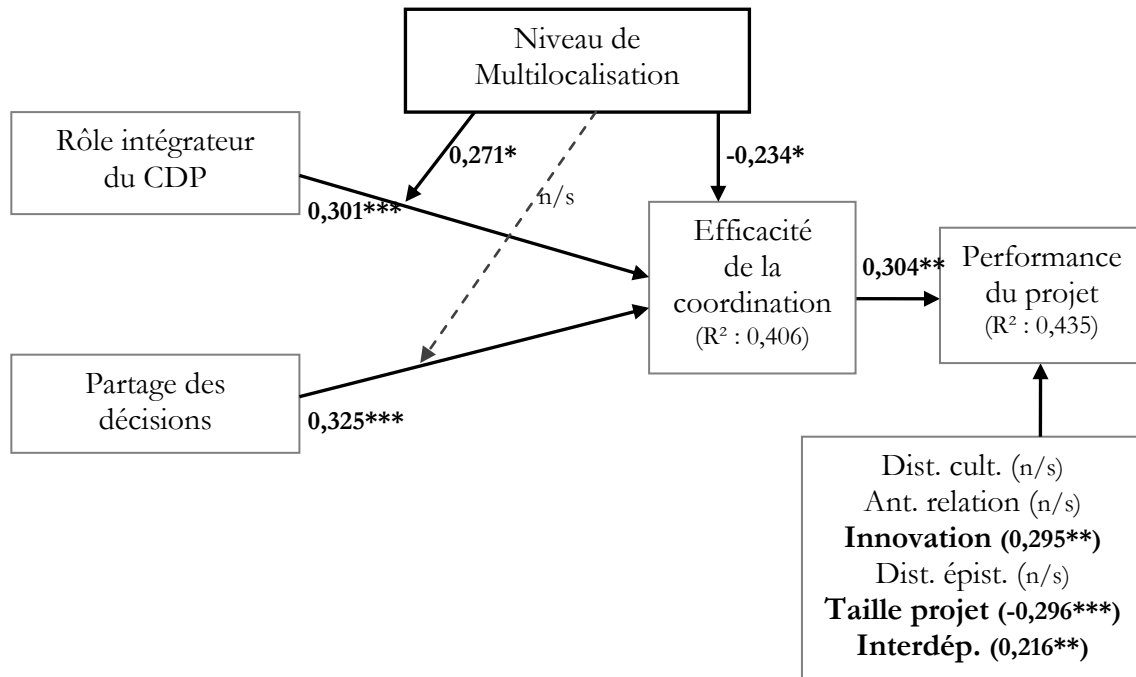 Niveau de
Multilocalisation
Rôle intégrateur
du CDP
0,271*
-0,234*
n/s
0,301***
Efficacité
de la
coordination
(R² : 0,406)
0,304**
Performance
du projet
(R² : 0,435)
Partage des
décisions
0,325***
Dist. cult. (n/s)
Ant. relation (n/s)
Innovation (0,295**)
Dist. épist. (n/s)
Taille projet (-0,296***)
Interdép. (0,216**)